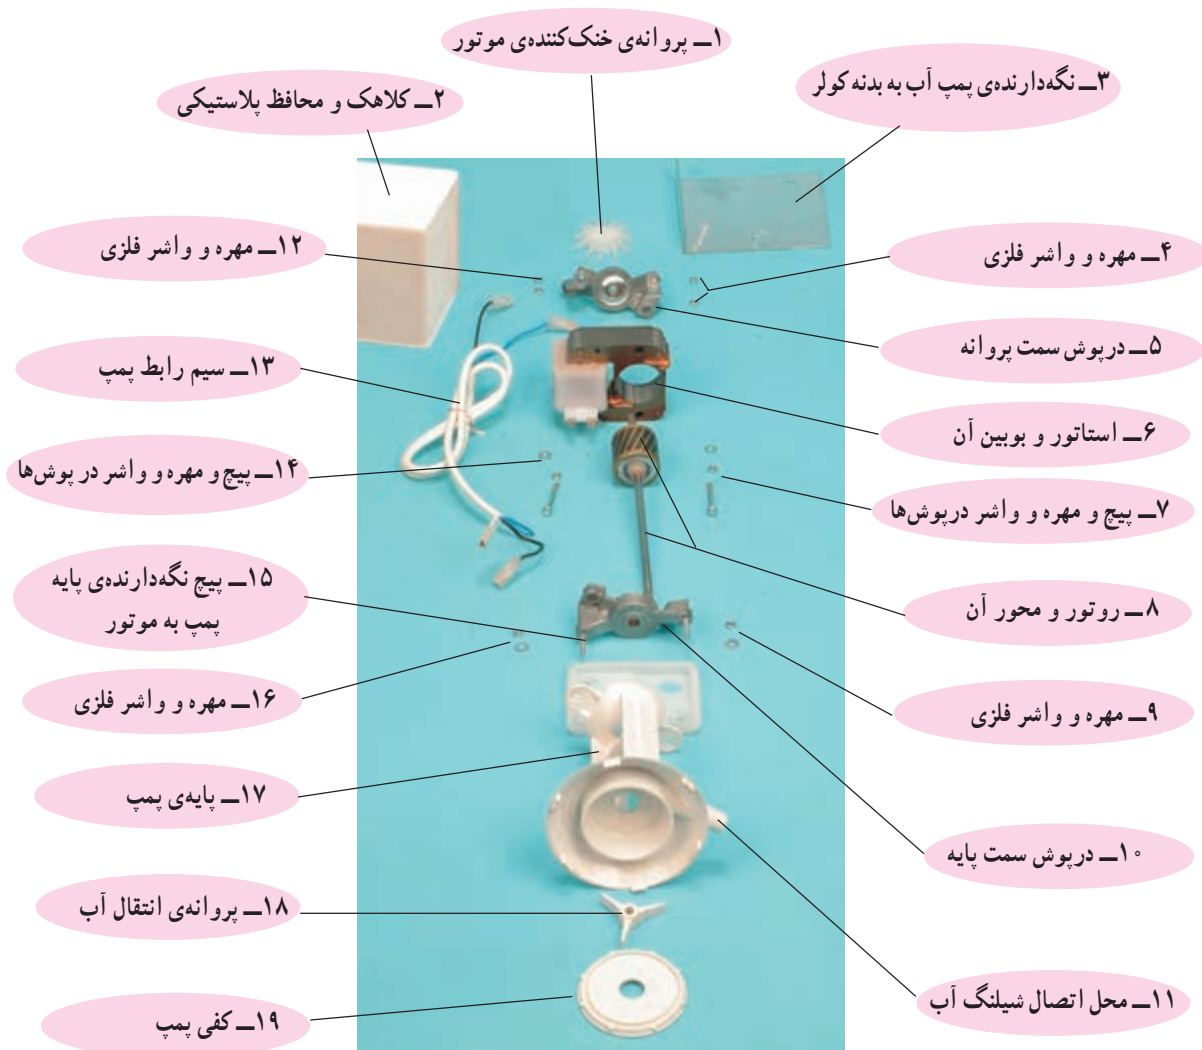 ۱ــ پروانه‌ی خنک‌کننده‌ی موتور
۲ــ کلاهک و محافظ پلاستیکی
۳ــ نگه‌دارنده‌ی پمپ آب به بدنه کولر
۴ــ مهره و واشر فلزی
۵ــ درپوش سمت پروانه
۶ــ استاتور و بوبین آن
۷ــ پیچ و مهره و واشر درپوش‌ها
۸ــ روتور و محور آن
۹ــ مهره و واشر فلزی
۱۰ــ درپوش سمت پایه
۱۱ــ محل اتصال شیلنگ آب
۱۲ــ مهره و واشر فلزی
۱۳ــ سیم رابط پمپ
۱۴ــ پیچ و مهره و واشر در پوش‌ها
۱۵ــ پیچ نگه‌دارنده‌ی پایه
پمپ به موتور
۱۶ــ مهره و واشر فلزی
۱۷ــ پایه‌ی پمپ
۱۸ــ پروانه‌ی انتقال آب
۱۹ــ کفی پمپ